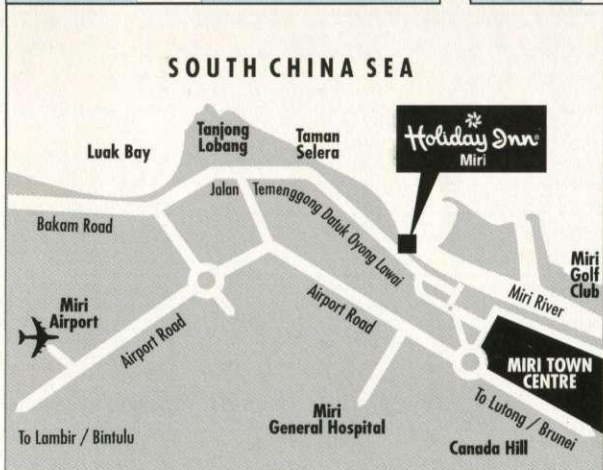 SOUTH CHINA SEA
Holiday Inn®
Miri
Tanjong
Lobang
Taman
Selera
Luak Bay
Jalan Temenggong Datuk Oyong Lawai
Bakam Road
Miri
Golf
Club
Miri River
Miri
Airport
Airport Road
Airport Road
MIRI TOWN
CENTRE
Miri
General Hospital
To Lutong / Brunei
To Lambir / Bintulu
Canada Hill